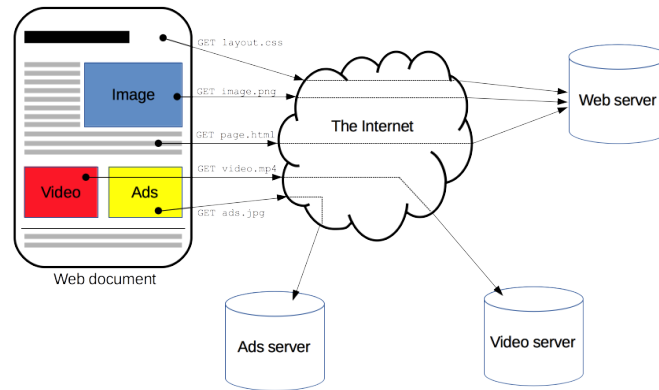 GET layout.css
Image
GET image.png
The Internet
Web server
GET page.html
GET video.mp4
Video
Ads
GET ads.jpg
Web document
Ads server
Video server